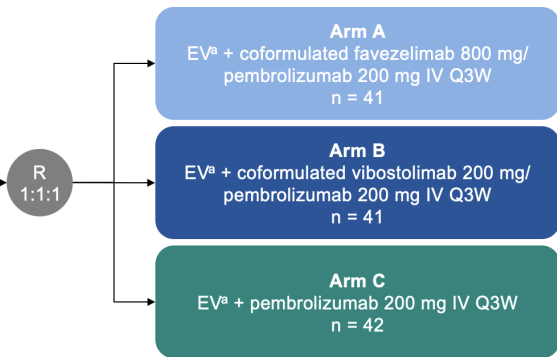 R
1:1:1
Arm A
EVᵃ + coformulated favezelimab 800 mg/
pembrolizumab 200 mg IV Q3W
n = 41
Arm B
EVᵃ + coformulated vibostolimab 200 mg/
pembrolizumab 200 mg IV Q3W
n = 41
Arm C
EVᵃ + pembrolizumab 200 mg IV Q3W
n = 42